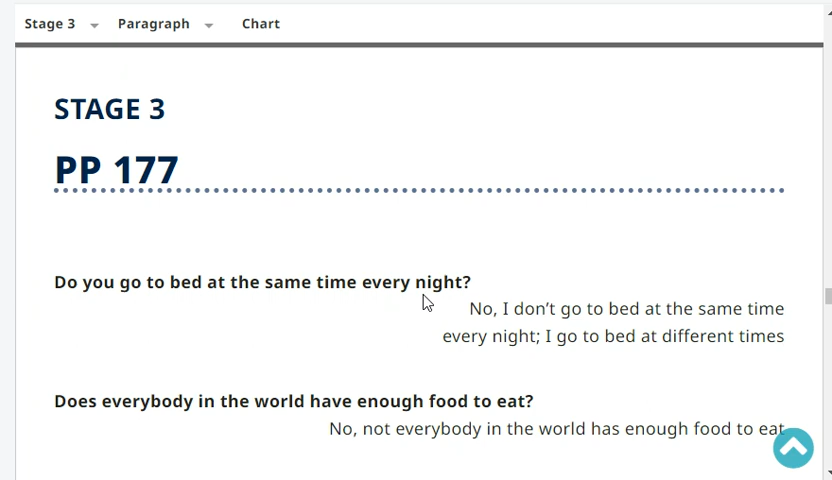 Stage 3 Paragraph Chart
STAGE 3
PP 177
Do you go to bed at the same time every night?
No, I don’t go to bed at the same time
every night; I go to bed at different times
Does everybody in the world have enough food to eat?
No, not everybody in the world has enough food to eat